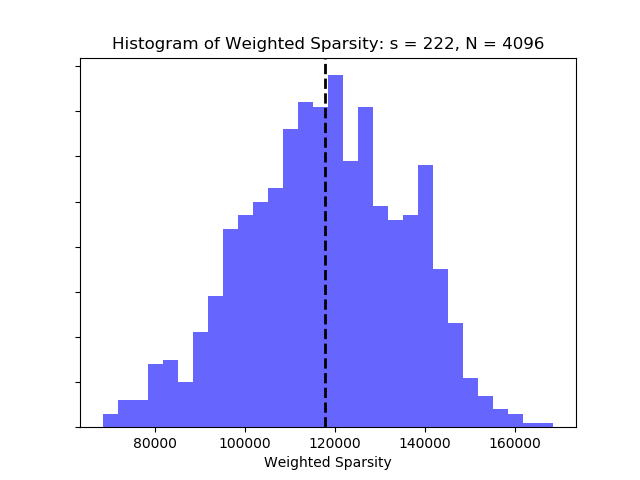 Histogram of Weighted Sparsity: s = 222, N = 4096
80000 100000 120000 140000 160000
Weighted Sparsity